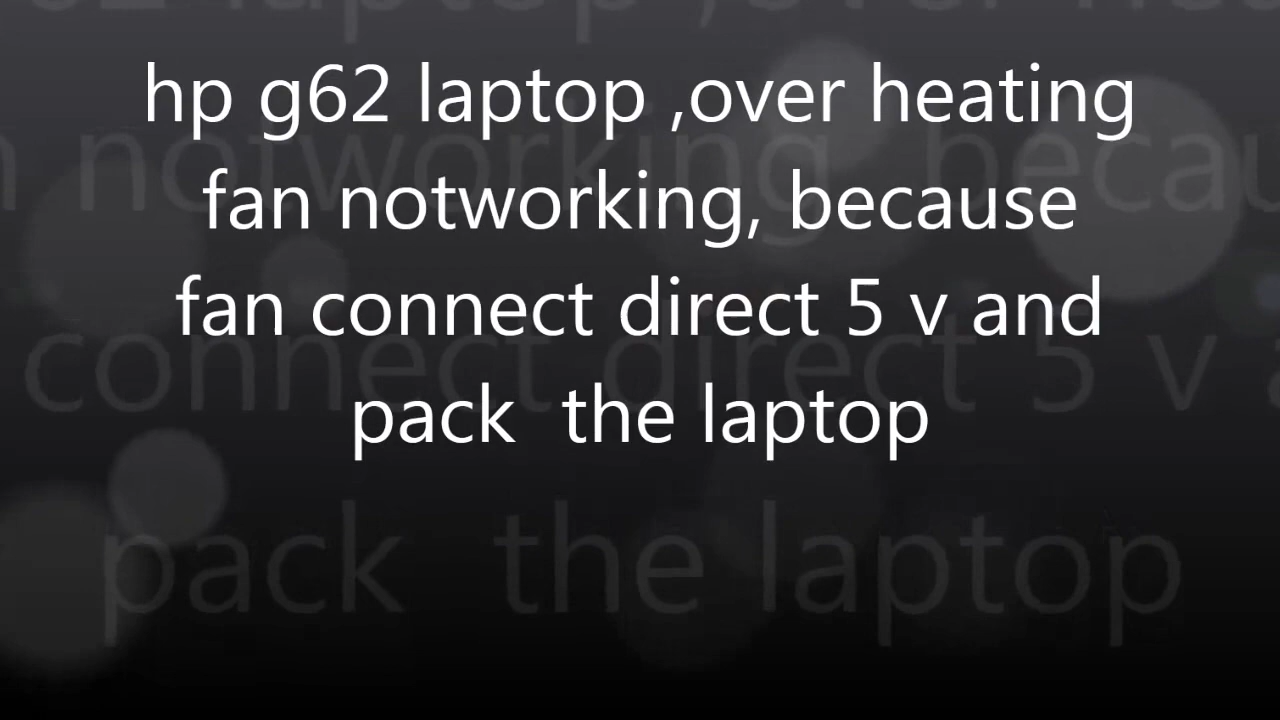 hp g62 laptop ,over heating
fan notworking, because
fan connect direct 5 v and
pack  the laptop